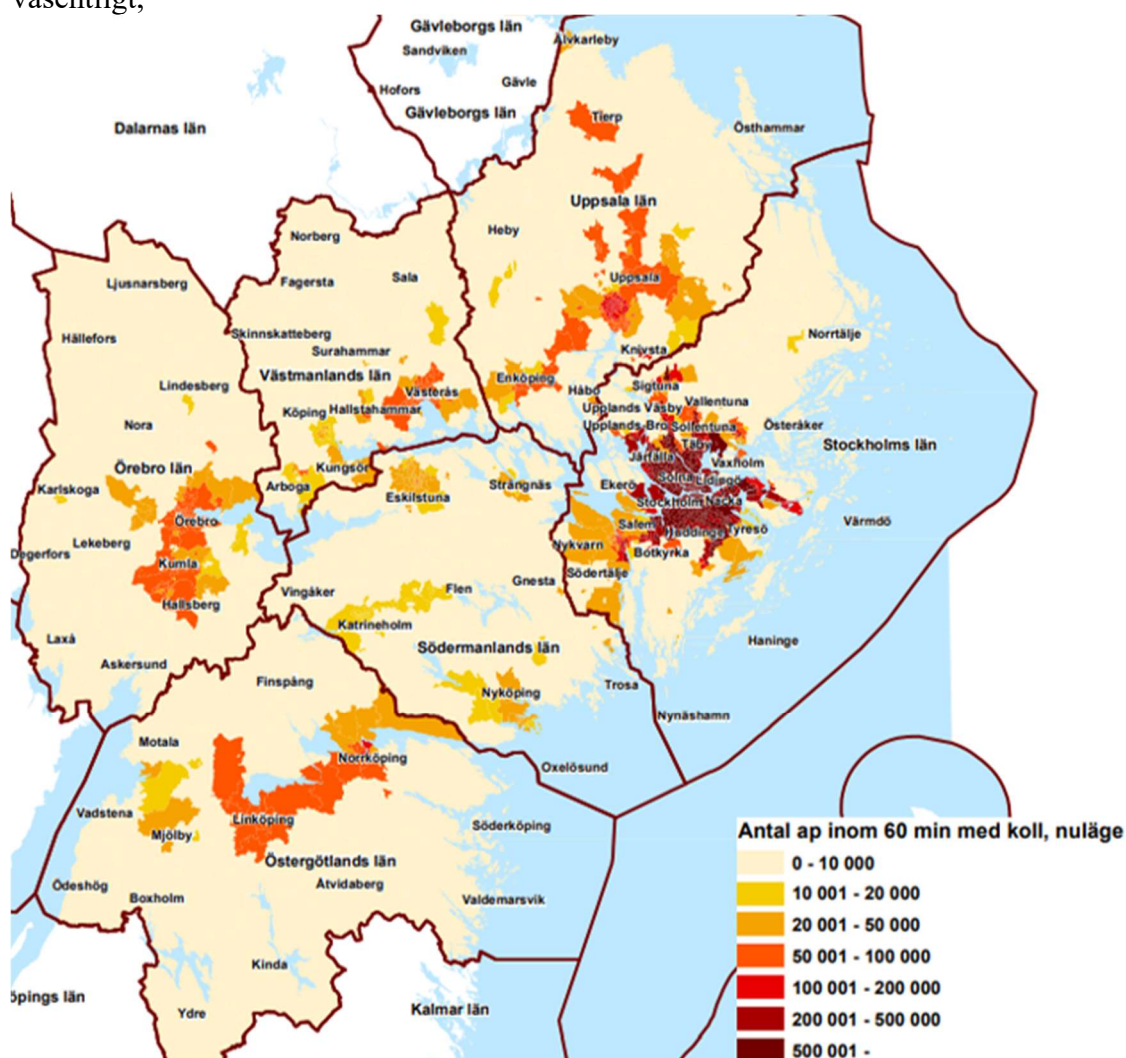 väsentligt,
Gävleborgs län
Sandviken
Älvkarleby
Hofors
Gävle
Gävleborgs län
Dalarnas län
Tierp
Östhammar
Uppsala län
Heby
Norberg
Ljusnarsberg
Fagersta
Sala
Uppsala
Hällefors
Skinnskatteberg
Norrtälje
Surahammar
Knivsta
Västmanlands län
Lindesberg
Västerås
Enköping
Håbo
Sigtuna
Köping
Hallstahammar
Upplands Väsby
Vallentuna
Nora
Upplands-Bro
Sollentuna
Österåker
Täby
Stockholms län
Järfälla
Vaxholm
Örebro län
Kungsör
Karlskoga
Arboga
Eskilstuna
Strängnäs
Ekerö
Solna
Lidingö
Stockholm
Nacka
Örebro
Salem
Huddinge
Tyresö
Värmdö
Lekeberg
Degerfors
Nykvarn
Botkyrka
Kumla
Södertälje
Vingåker
Flen
Gnesta
Hallsberg
Katrineholm
Laxå
Södermanlands län
Haninge
Askersund
Finspång
Nyköping
Trosa
Nynäshamn
Motala
Norrköping
Oxelösund
Vadstena
Linköping
Mjölby
Söderköping
Östergötlands län
Ödeshög
Åtvidaberg
Boxholm
Valdemarsvik
Kinda
öpings län
Ydre
Kalmar län
Antal ap inom 60 min med koll, nuläge
0 - 10 000
10 001 - 20 000
20 001 - 50 000
50 001 - 100 000
100 001 - 200 000
200 001 - 500 000
500 001 -